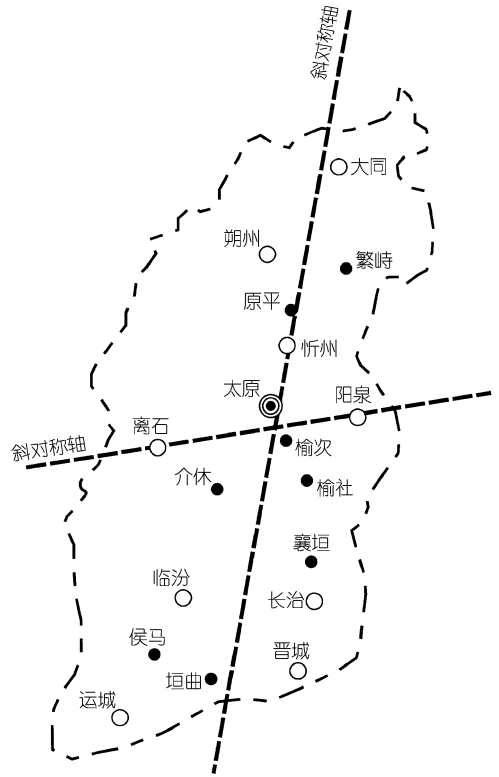 斜对称轴
大同
朔州
繁峙
原平
忻州
太原
阳泉
离石
斜对称轴
榆次
介休
榆社
襄垣
临汾
长治
侯马
晋城
垣曲
运城